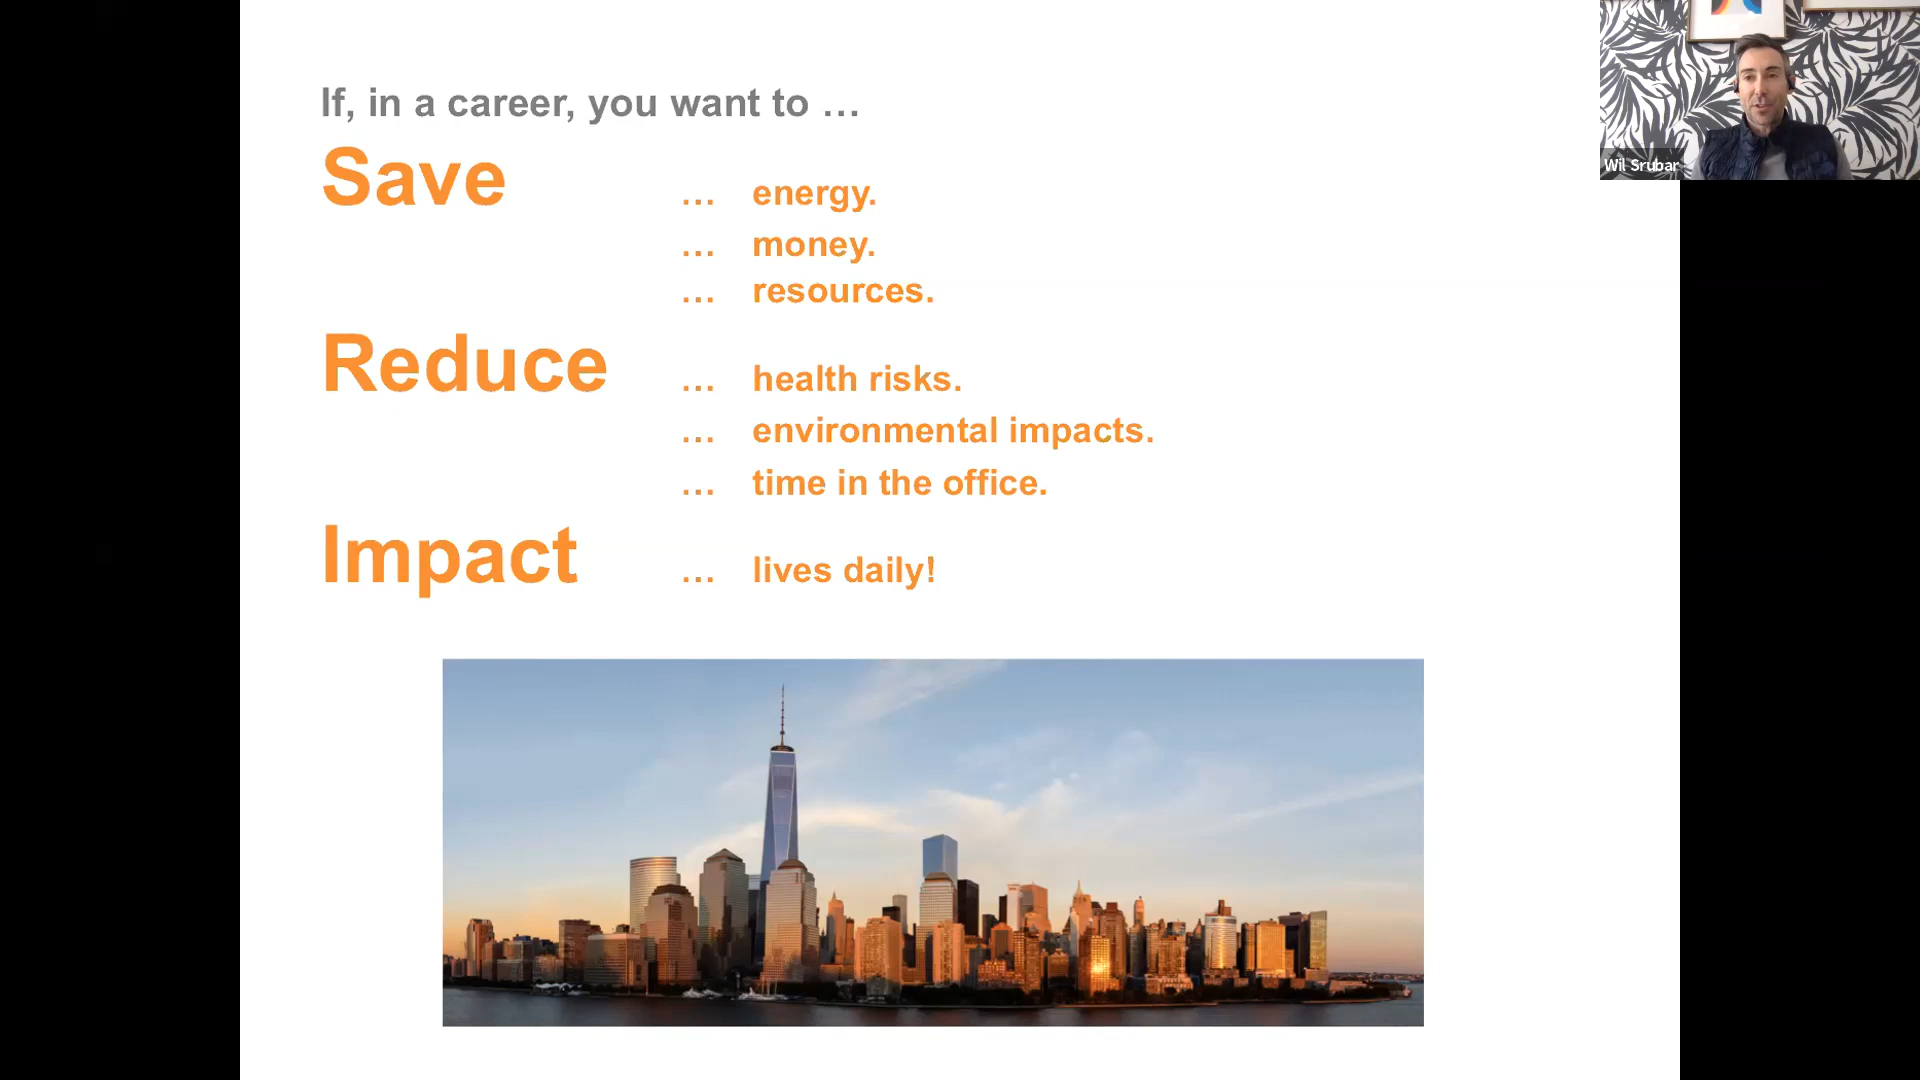 If, in a career, you want to …
Save … energy.
… money.
… resources.
Reduce … health risks.
… environmental impacts.
… time in the office.
Impact … lives daily!
Wil Srubar